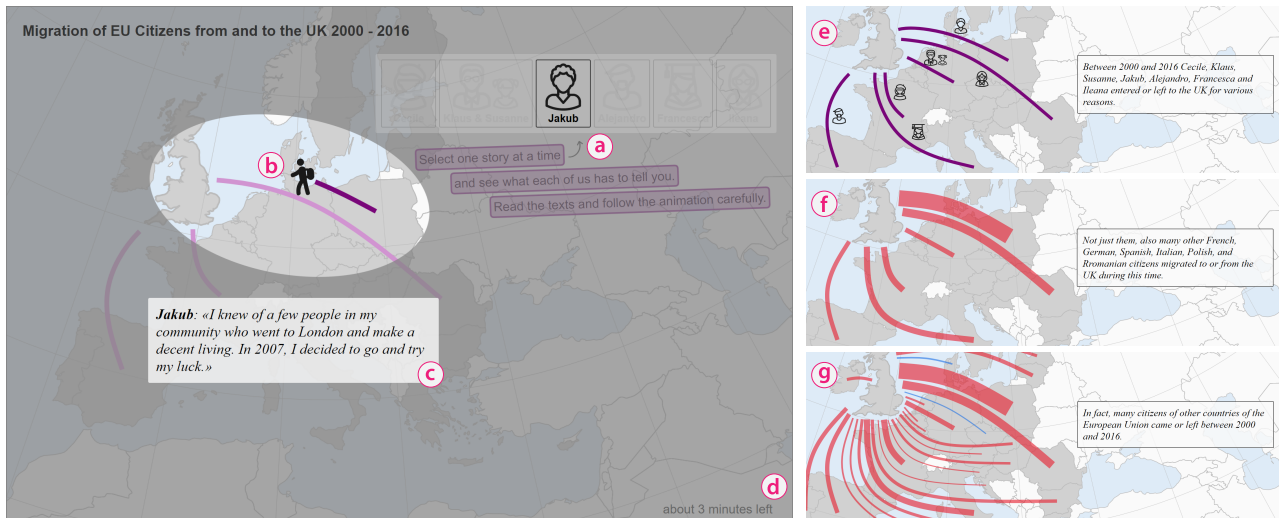 Migration of EU Citizens from and to the UK 2000 - 2016
Jakub
a
Select one story at a time
and see what each of us has to tell you.
Read the texts and follow the animation carefully.
b
Jakub: «I knew of a few people in my
community who went to London and make a
decent living. In 2007, I decided to go and try
my luck.»
c
d
about 3 minutes left
e
Between 2000 and 2016 Cecile, Klaus,
Susanne, Jakub, Alejandro, Francesca and
Ileana entered or left to the UK for various
reasons.
f
Not just them, also many other French,
German, Spanish, Italian, Polish, and
Rromanian citizens migrated to or from the
UK during this time.
g
In fact, many citizens of other countries of the
European Union came or left between 2000
and 2016.